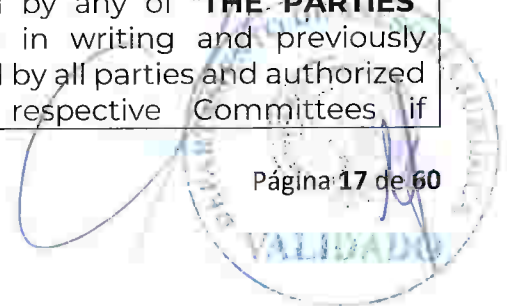 by any of "THE PARTIES"
in writing and previously
by all parties and authorized
respective Committees if
Página 17 de 60
VALIDADO